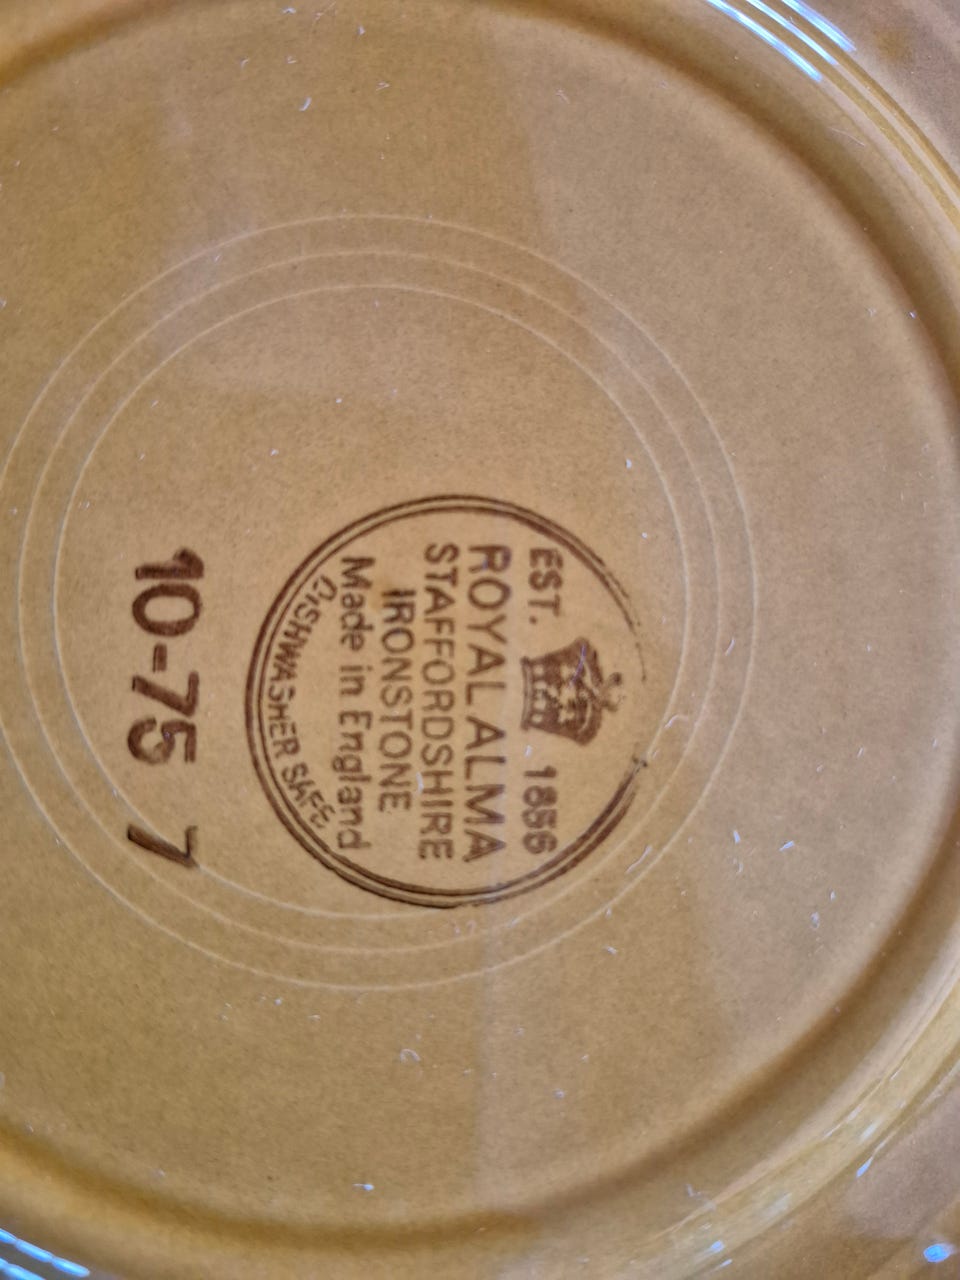 EST. 1856
ROYAL ALMA
STAFFORDSHIRE
IRONSTONE
Made in England
DISHWASHER SAFE
10-75 7